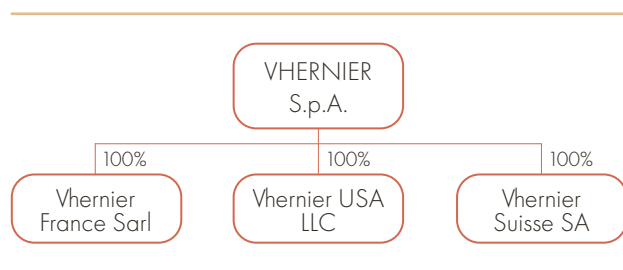 VHERNIER
S.p.A.
100%
100%
100%
Vhernier
France Sarl
Vhernier USA
LLC
Vhernier
Suisse SA